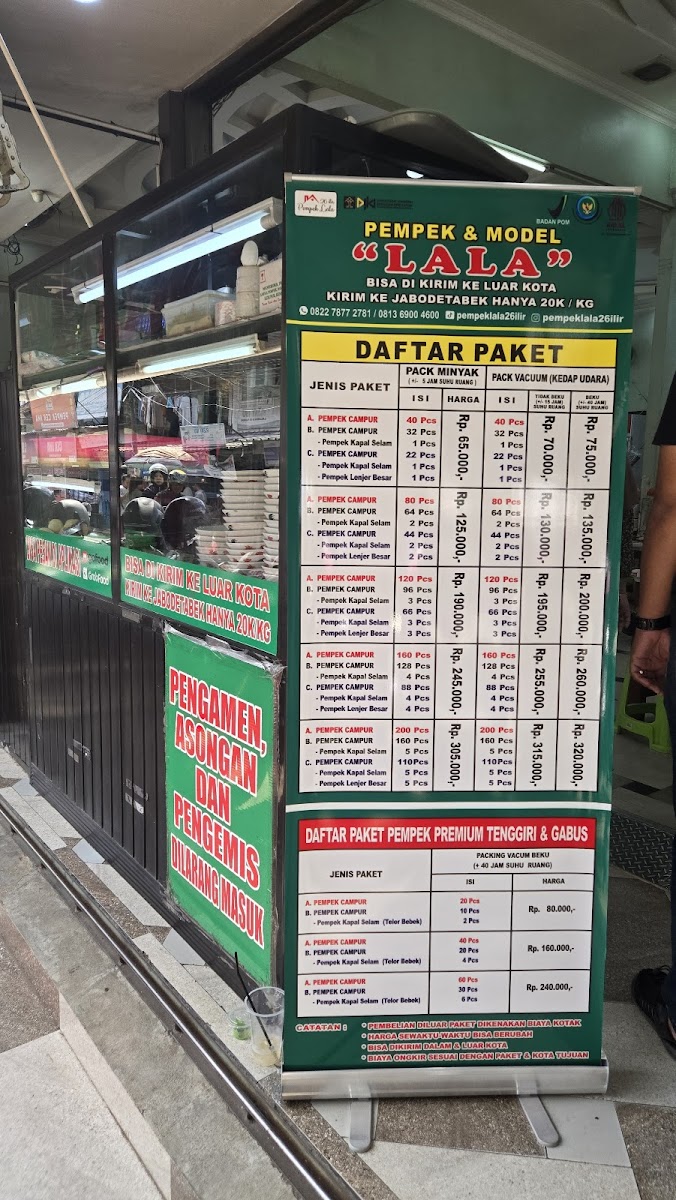 Pempek Lala
BADAN POM
PEMPEK & MODEL
"LALA"
BISA DI KIRIM KE LUAR KOTA
KIRIM KE JABODETABEK HANYA 20K / KG
0822 7877 2781 / 0813 6900 4600 pempeklala26ilir pempeklala26ilir
DAFTAR PAKET
JENIS PAKET
PACK MINYAK
(+/- 5 JAM SUHU RUANG)
PACK VACUUM (KEDAP UDARA)
ISI HARGA ISI
TIDAK BEKU
(+/- 15 JAM)
SUHU RUANG
BEKU
(+/- 40 JAM)
SUHU RUANG
A. PEMPEK CAMPUR 40 Pcs 40 Pcs
B. PEMPEK CAMPUR 32 Pcs 32 Pcs
- Pempek Kapal Selam 1 Pcs 1 Pcs
C. PEMPEK CAMPUR 22 Pcs 22 Pcs
- Pempek Kapal Selam 1 Pcs 1 Pcs
- Pempek Lenjer Besar 1 Pcs 1 Pcs
Rp. 65.000,- Rp. 70.000,- Rp. 75.000,-
A. PEMPEK CAMPUR 80 Pcs 80 Pcs
B. PEMPEK CAMPUR 64 Pcs 64 Pcs
- Pempek Kapal Selam 2 Pcs 2 Pcs
C. PEMPEK CAMPUR 44 Pcs 44 Pcs
- Pempek Kapal Selam 2 Pcs 2 Pcs
- Pempek Lenjer Besar 2 Pcs 2 Pcs
Rp. 125.000,- Rp. 130.000,- Rp. 135.000,-
A. PEMPEK CAMPUR 120 Pcs 120 Pcs
B. PEMPEK CAMPUR 96 Pcs 96 Pcs
- Pempek Kapal Selam 3 Pcs 3 Pcs
C. PEMPEK CAMPUR 66 Pcs 66 Pcs
- Pempek Kapal Selam 3 Pcs 3 Pcs
- Pempek Lenjer Besar 3 Pcs 3 Pcs
Rp. 190.000,- Rp. 195.000,- Rp. 200.000,-
A. PEMPEK CAMPUR 160 Pcs 160 Pcs
B. PEMPEK CAMPUR 128 Pcs 128 Pcs
- Pempek Kapal Selam 4 Pcs 4 Pcs
C. PEMPEK CAMPUR 88 Pcs 88 Pcs
- Pempek Kapal Selam 4 Pcs 4 Pcs
- Pempek Lenjer Besar 4 Pcs 4 Pcs
Rp. 245.000,- Rp. 255.000,- Rp. 260.000,-
A. PEMPEK CAMPUR 200 Pcs 200 Pcs
B. PEMPEK CAMPUR 160 Pcs 160 Pcs
- Pempek Kapal Selam 5 Pcs 5 Pcs
C. PEMPEK CAMPUR 110 Pcs 110 Pcs
- Pempek Kapal Selam 5 Pcs 5 Pcs
- Pempek Lenjer Besar 5 Pcs 5 Pcs
Rp. 305.000,- Rp. 315.000,- Rp. 320.000,-
DAFTAR PAKET PEMPEK PREMIUM TENGGIRI & GABUS
JENIS PAKET
PACKING VACUM BEKU
(± 40 JAM SUHU RUANG)
ISI HARGA
A. PEMPEK CAMPUR 20 Pcs
B. PEMPEK CAMPUR 10 Pcs
- Pempek Kapal Selam (Telor Bebek) 2 Pcs
Rp. 80.000,-
A. PEMPEK CAMPUR 40 Pcs
B. PEMPEK CAMPUR 20 Pcs
- Pempek Kapal Selam (Telor Bebek) 4 Pcs
Rp. 160.000,-
A. PEMPEK CAMPUR 60 Pcs
B. PEMPEK CAMPUR 30 Pcs
- Pempek Kapal Selam (Telor Bebek) 6 Pcs
Rp. 240.000,-
CATATAN :
* PEMBELIAN DILUAR PAKET DIKENAKAN BIAYA KOTAK
* HARGA SEWAKTU WAKTU BISA BERUBAH
* BISA DIKIRIM DALAM & LUAR KOTA
* BIAYA ONGKIR SESUAI DENGAN PAKET & KOTA TUJUAN
GrabFood
BISA DI KIRIM KE LUAR KOTA
KIRIM KE JABODETABEK HANYA 20K/KG
PENGAMEN,
ASONGAN
DAN
PENGEMIS
DILARANG MASUK